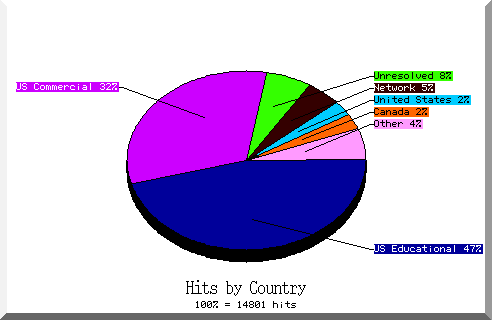 Unresolved 8%
US Commercial 32%
Network 5%
United States 2%
Canada 2%
Other 4%
US Educational 47%
Hits by Country
100% = 14801 hits